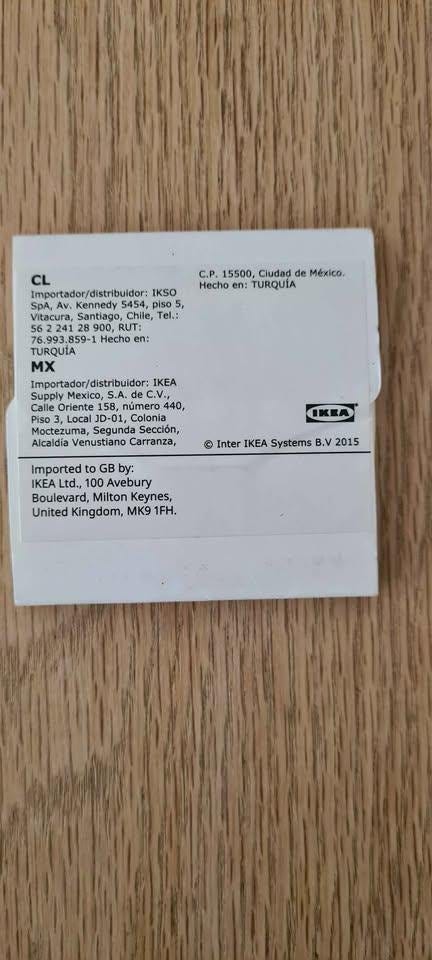 CL
Importador/distribuidor: IKSO
SpA, Av. Kennedy 5454, piso 5,
Vitacura, Santiago, Chile, Tel.:
56 2 241 28 900, RUT:
76.993.859-1 Hecho en:
TURQUÍA
MX
Importador/distribuidor: IKEA
Supply Mexico, S.A. de C.V.,
Calle Oriente 158, número 440,
Piso 3, Local JD-01, Colonia
Moctezuma, Segunda Sección,
Alcaldía Venustiano Carranza,
C.P. 15500, Ciudad de México.
Hecho en: TURQUÍA
IKEA
© Inter IKEA Systems B.V 2015
Imported to GB by:
IKEA Ltd., 100 Avebury
Boulevard, Milton Keynes,
United Kingdom, MK9 1FH.